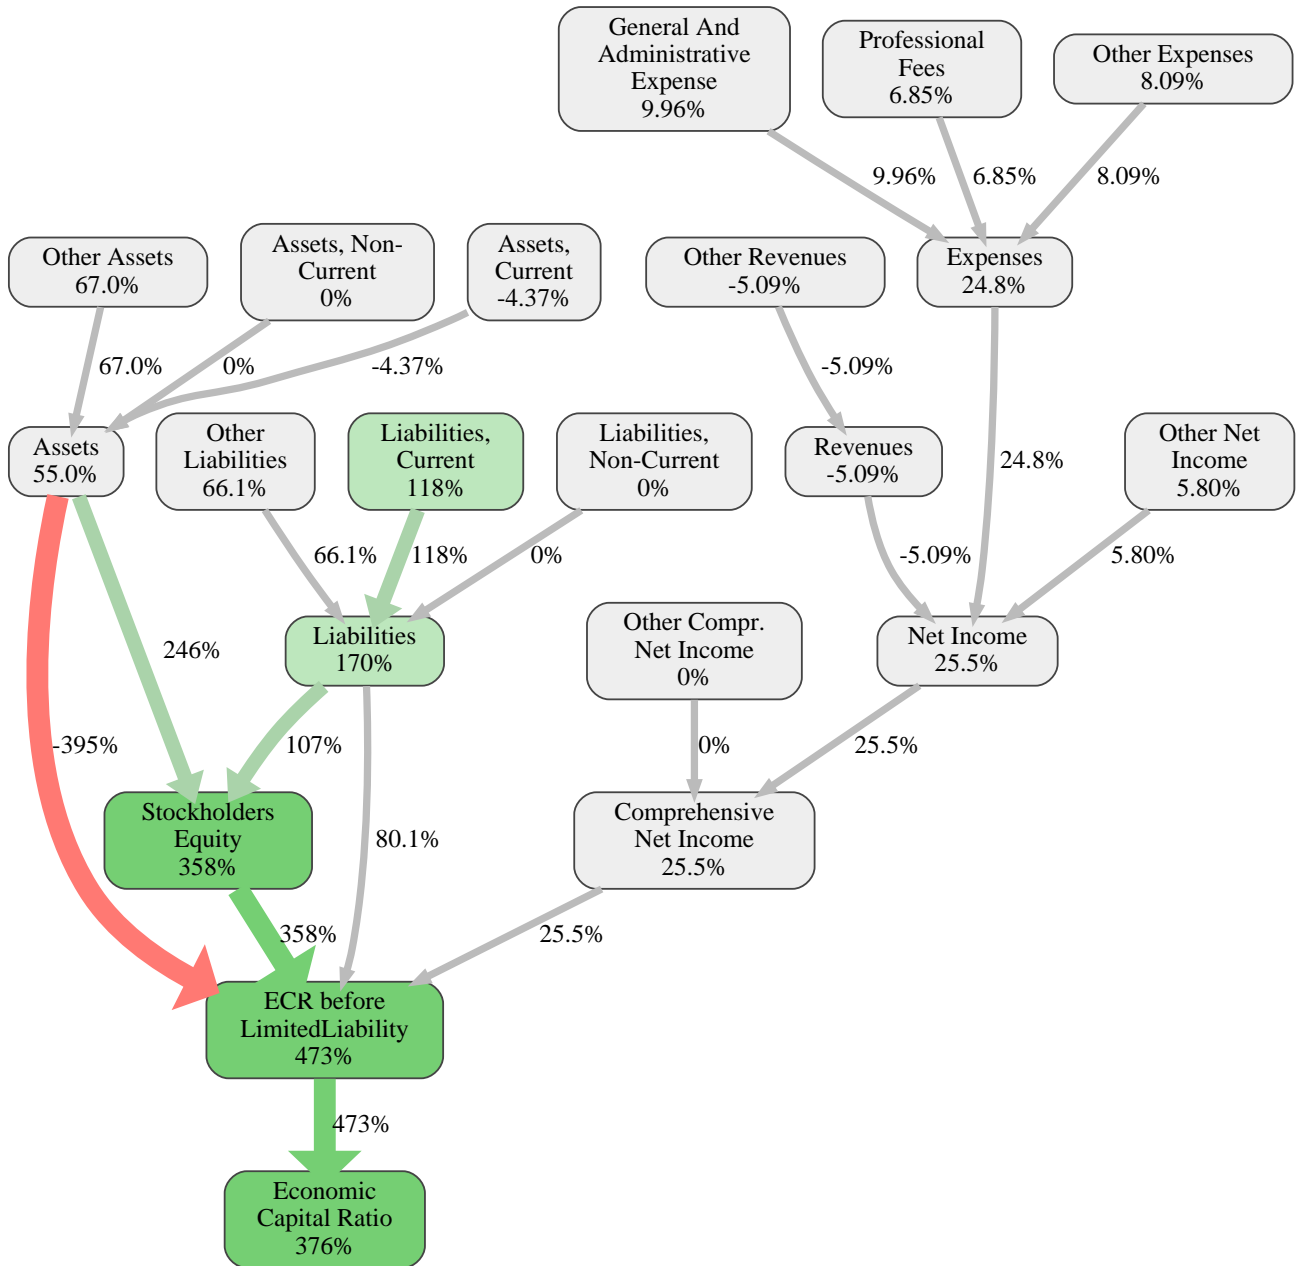 General And
Administrative
Expense
9.96%
Professional
Fees
6.85%
Other Expenses
8.09%
9.96%
6.85%
8.09%
Other Assets
67.0%
Assets, Non-
Current
0%
Assets,
Current
-4.37%
Other Revenues
-5.09%
Expenses
24.8%
67.0%
0%
-4.37%
-5.09%
Assets
55.0%
Other
Liabilities
66.1%
Liabilities,
Current
118%
Liabilities,
Non-Current
0%
Revenues
-5.09%
24.8%
Other Net
Income
5.80%
66.1%
118%
0%
-5.09%
5.80%
246%
Liabilities
170%
Other Compr.
Net Income
0%
Net Income
25.5%
-395%
107%
0%
25.5%
Stockholders
Equity
358%
80.1%
Comprehensive
Net Income
25.5%
358%
25.5%
ECR before
LimitedLiability
473%
473%
Economic
Capital Ratio
376%